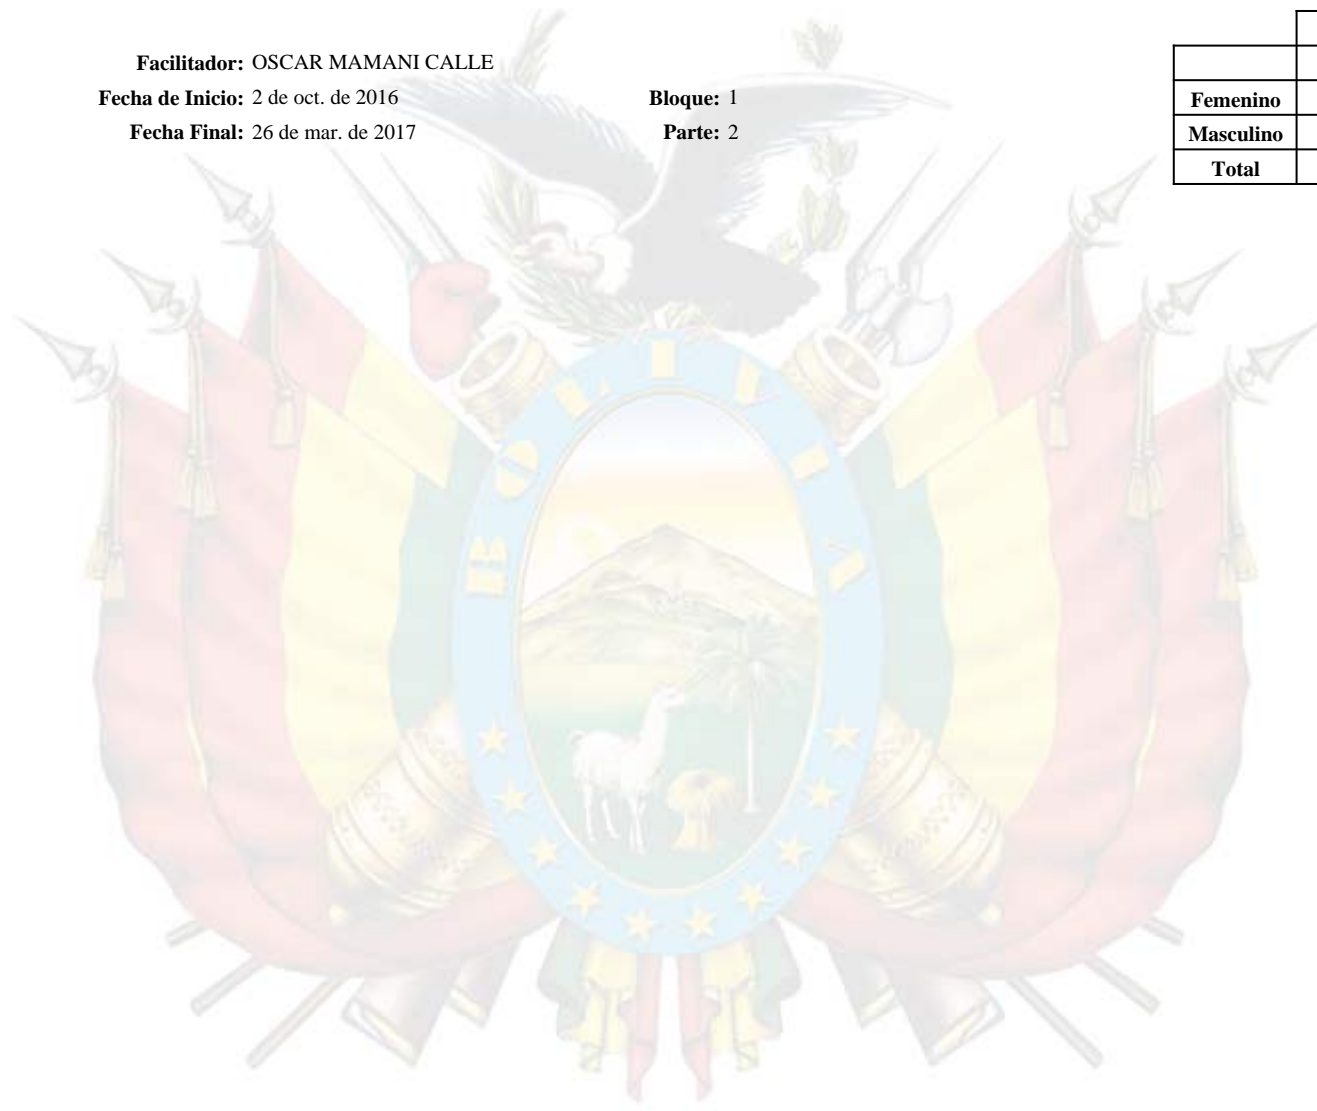 Facilitador: OSCAR MAMANI CALLE
Fecha de Inicio: 2 de oct. de 2016 Bloque: 1
Fecha Final: 26 de mar. de 2017 Parte: 2
Femenino
Masculino
Total
BOLIVIA